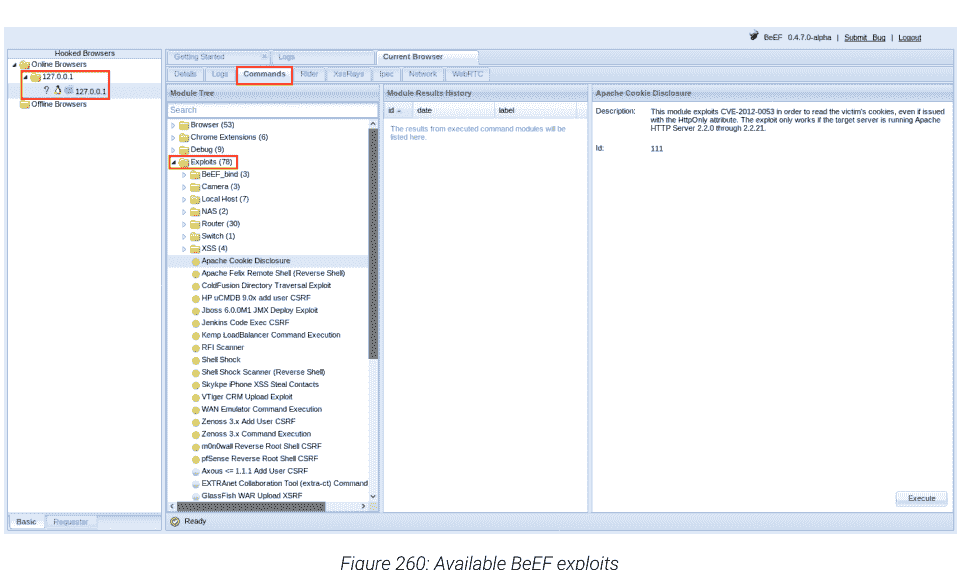 BeEF 0.4.7.0-alpha | Submit Bug | Logout
Hooked Browsers
Online Browsers
127.0.0.1
? 127.0.0.1
Offline Browsers
Basic
Requester
Getting Started
Logs
Current Browser
Details
Logs
Commands
Rider
XssRays
Ipec
Network
WebRTC
Module Tree
Search
Browser (53)
Chrome Extensions (6)
Debug (9)
Exploits (78)
BeEF_bind (3)
Camera (3)
Local Host (7)
NAS (2)
Router (30)
Switch (1)
XSS (4)
Apache Cookie Disclosure
Apache Felix Remote Shell (Reverse Shell)
ColdFusion Directory Traversal Exploit
HP uCMDB 9.0x add user CSRF
Jboss 6.0.0M1 JMX Deploy Exploit
Jenkins Code Exec CSRF
Kemp LoadBalancer Command Execution
RFI Scanner
Shell Shock
Shell Shock Scanner (Reverse Shell)
Skykpe iPhone XSS Steal Contacts
VTiger CRM Upload Exploit
WAN Emulator Command Execution
Zenoss 3.x Add User CSRF
Zenoss 3.x Command Execution
m0n0wall Reverse Root Shell CSRF
pfSense Reverse Root Shell CSRF
Axous <= 1.1.1 Add User CSRF
EXTRAnet Collaboration Tool (extra-ct) Command
GlassFish WAR Upload XSRF
Ready
Module Results History
id date label
The results from executed command modules will be
listed here.
Apache Cookie Disclosure
Description: This module exploits CVE-2012-0053 in order to read the victim's cookies, even if issued
with the HttpOnly attribute. The exploit only works if the target server is running Apache
HTTP Server 2.2.0 through 2.2.21.
Id: 111
Execute
Figure 260: Available BeEF exploits